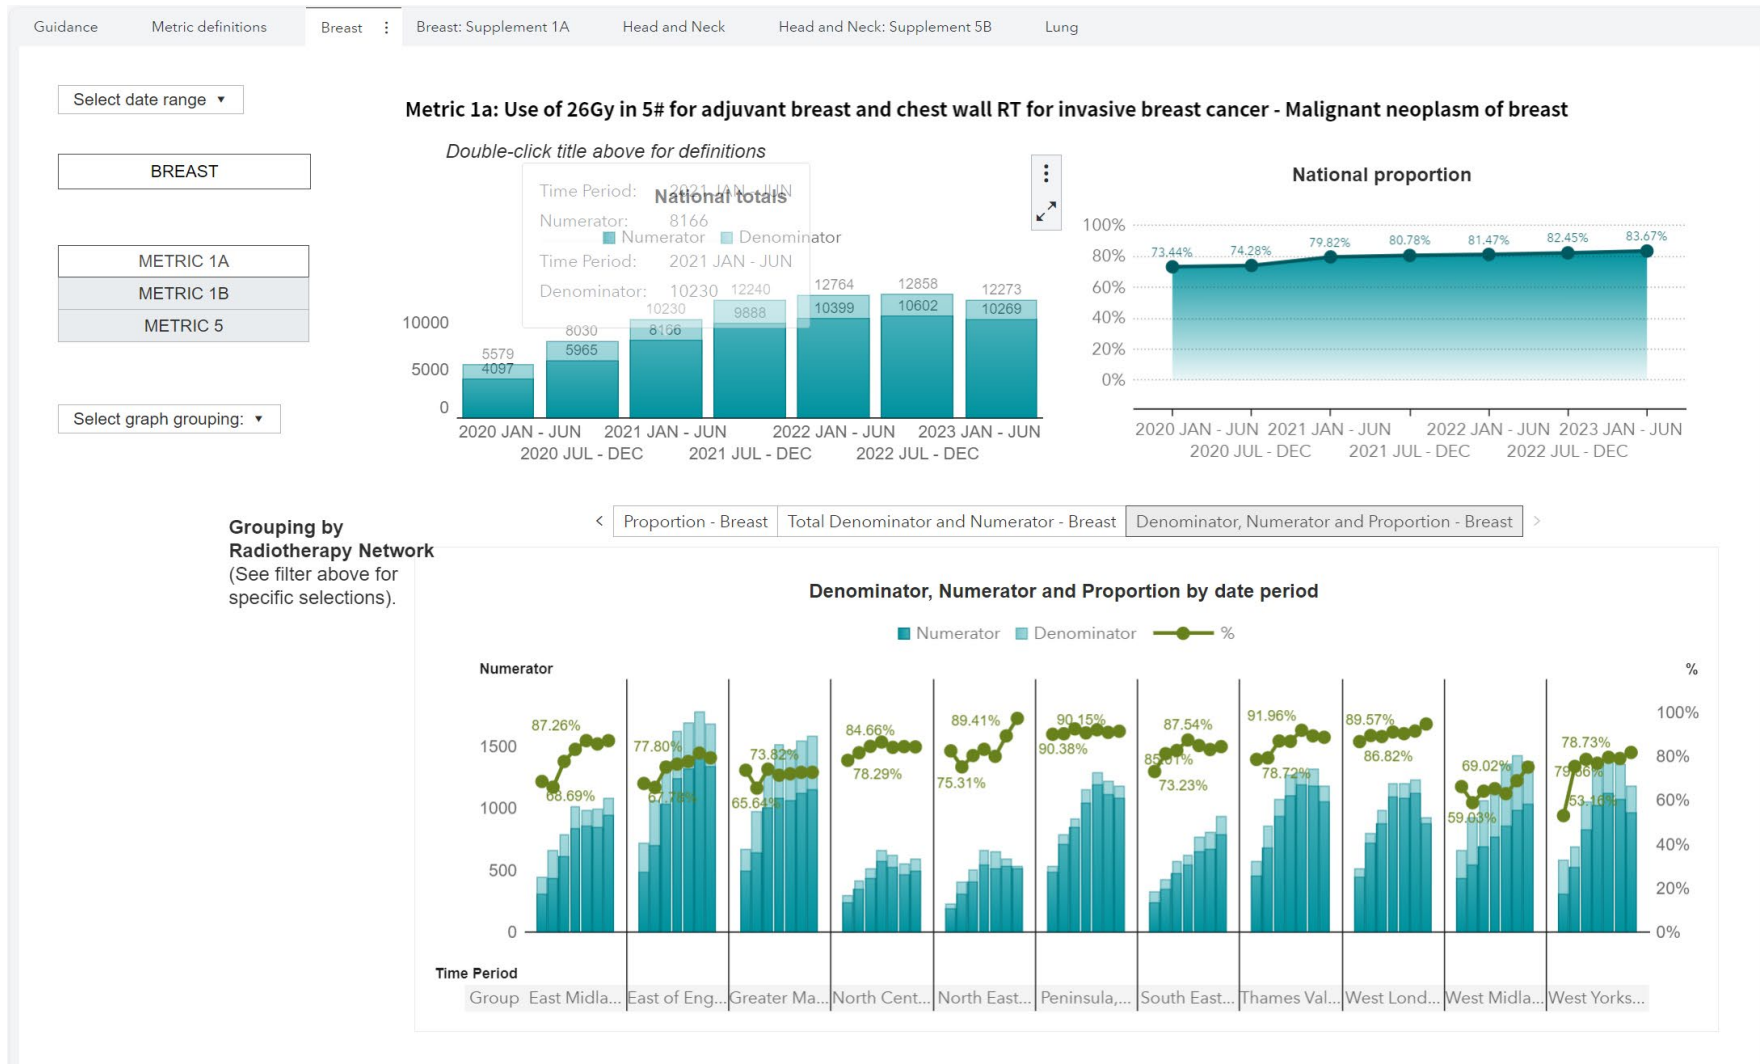 Guidance Metric definitions Breast Breast: Supplement 1A Head and Neck Head and Neck: Supplement 5B Lung
Select date range
BREAST
METRIC 1A
METRIC 1B
METRIC 5
Select graph grouping:
Metric 1a: Use of 26Gy in 5# for adjuvant breast and chest wall RT for invasive breast cancer - Malignant neoplasm of breast
Double-click title above for definitions
National totals
Numerator Denominator
Time Period: 2021 JAN - JUN
Numerator: 8166
Time Period: 2021 JAN - JUN
Denominator: 10230
10000
5000
0
5579 8030 10230 12240 12764 12858 12273
4097 5965 8166 9888 10399 10602 10269
2020 JAN - JUN 2021 JAN - JUN 2022 JAN - JUN 2023 JAN - JUN
2020 JUL - DEC 2021 JUL - DEC 2022 JUL - DEC
National proportion
100%
80%
60%
40%
20%
0%
73.44% 74.28% 79.82% 80.78% 81.47% 82.45% 83.67%
2020 JAN - JUN 2021 JAN - JUN 2022 JAN - JUN 2023 JAN - JUN
2020 JUL - DEC 2021 JUL - DEC 2022 JUL - DEC
Grouping by
Radiotherapy Network
(See filter above for
specific selections).
< Proportion - Breast Total Denominator and Numerator - Breast Denominator, Numerator and Proportion - Breast >
Denominator, Numerator and Proportion by date period
Numerator Denominator %
Numerator
%
1500
1000
500
0
100%
80%
60%
40%
20%
0%
87.26%
68.69%
77.80%
67.78%
73.82%
65.64%
84.66%
78.29%
89.41%
75.31%
90.15%
90.38%
87.54%
85.01%
73.23%
91.96%
78.72%
89.57%
86.82%
69.02%
59.03%
78.73%
53.16%
Time Period
Group East Midla... East of Eng... Greater Ma... North Cent... North East... Peninsula,... South East... Thames Val... West Lond... West Midla... West Yorks...